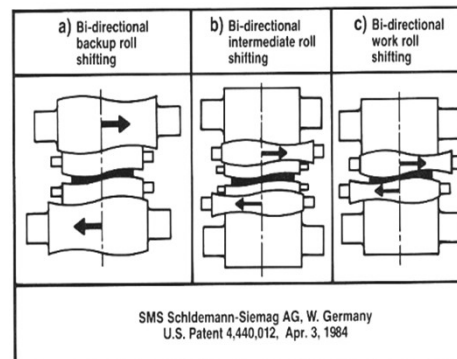 a) Bi-directional
backup roll
shifting
b) Bi-directional
intermediate roll
shifting
c) Bi-directional
work roll
shifting
SMS Schldemann-Siemag AG, W. Germany
U.S. Patent 4,440,012, Apr. 3, 1984